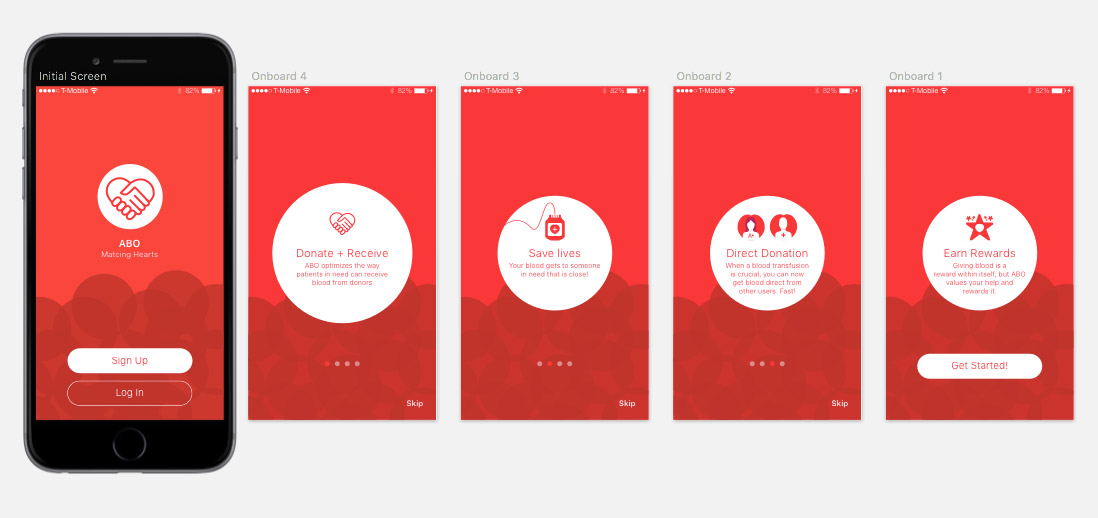 Initial Screen
T-Mobile 82%
ABO
Matcing Hearts
Sign Up
Log In
Onboard 4
T-Mobile 82%
Donate + Receive
ABO optimizes the way
patients in need can receive
blood from donors
Skip
Onboard 3
T-Mobile 82%
Save lives
Your blood gets to someone
in need that is close!
Skip
Onboard 2
T-Mobile 82%
A+
Direct Donation
When a blood transfusion
is crucial, you can now
get blood direct from
other users. Fast!
Skip
Onboard 1
T-Mobile 82%
Earn Rewards
Giving blood is a
reward within itself, but ABO
values your help and
rewards it.
Get Started!